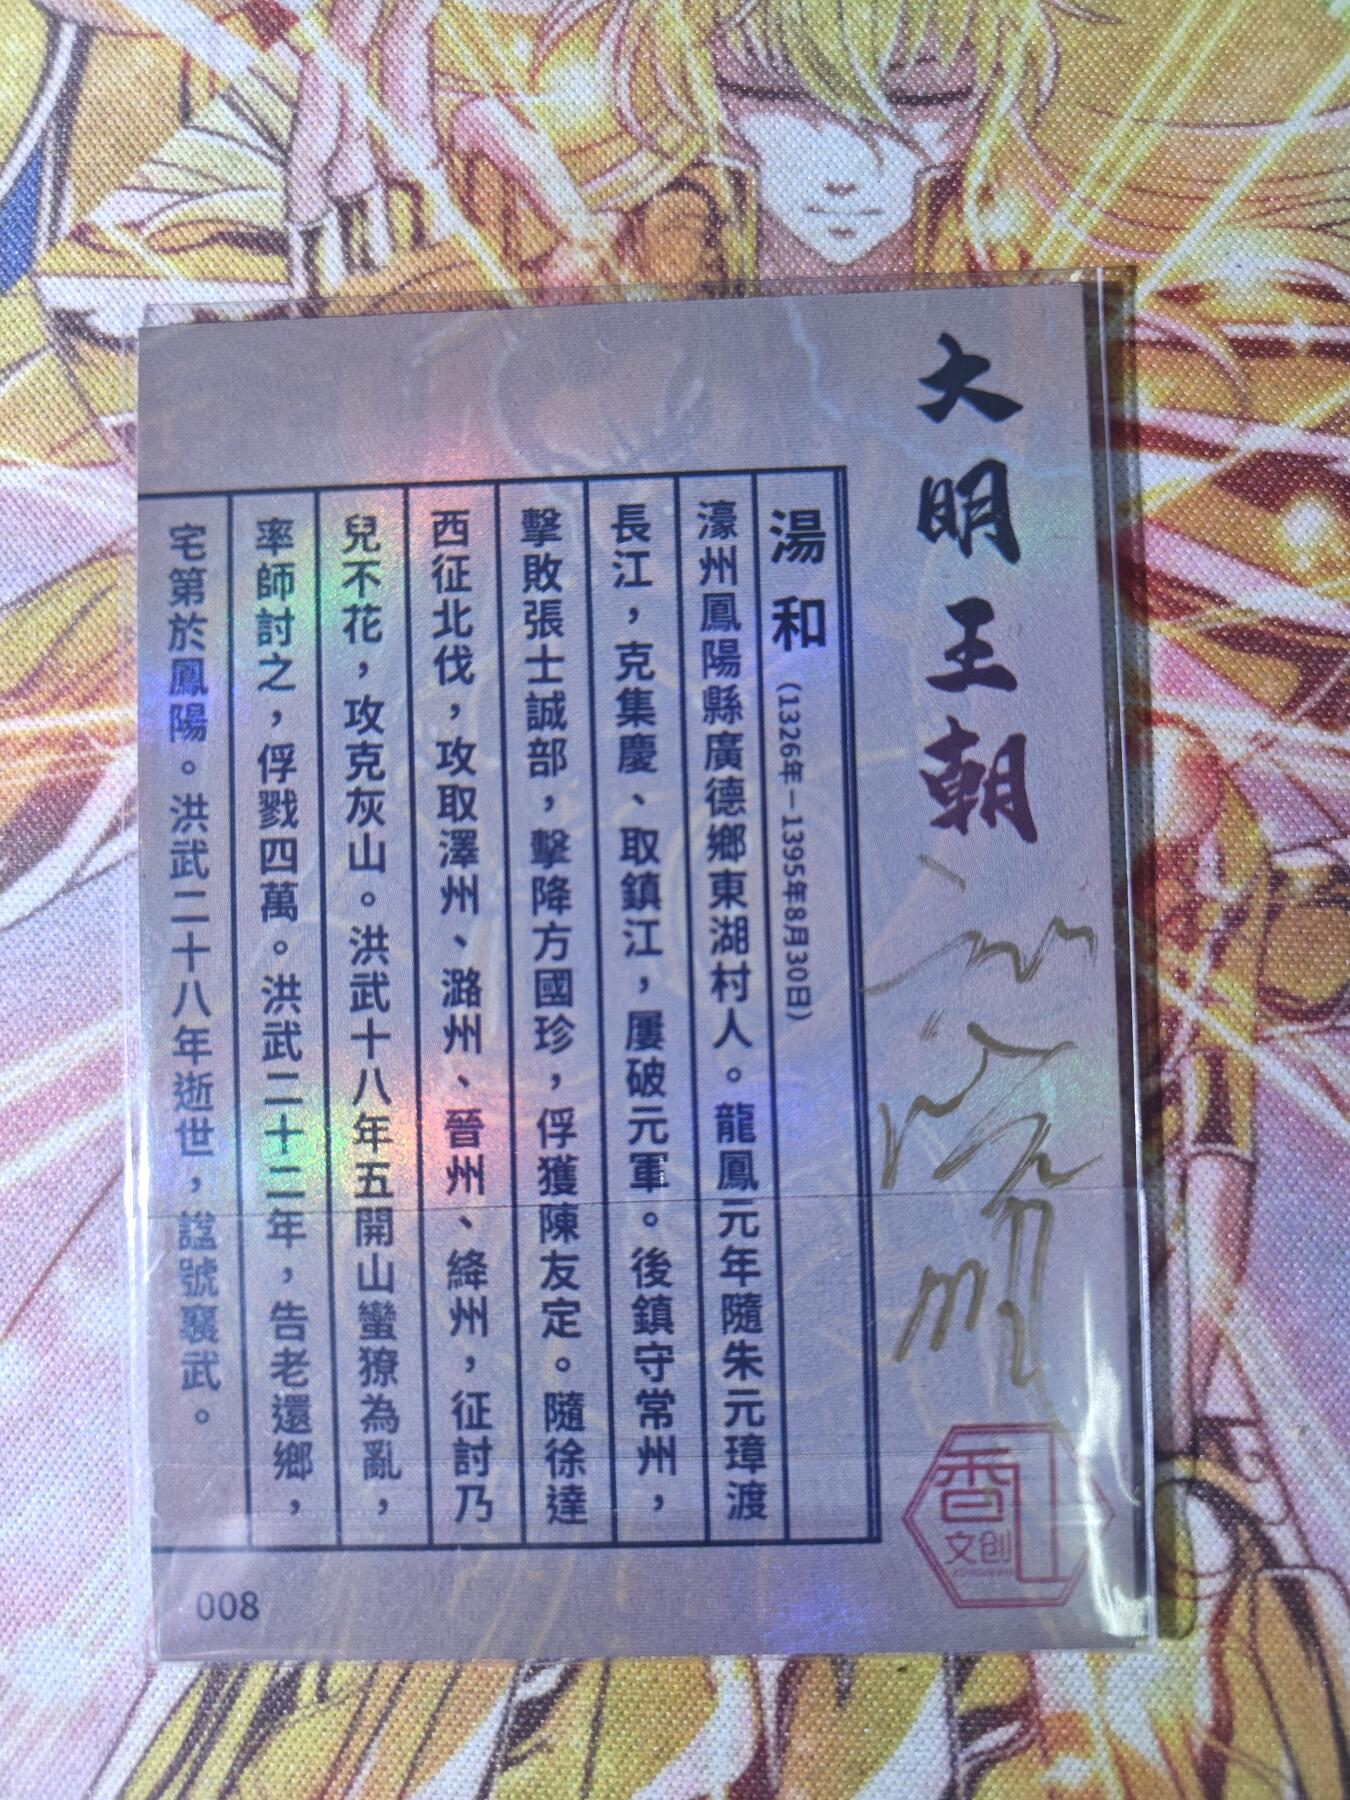 大明王朝
湯和(1326年－1395年8月30日)
濠州鳳陽縣廣德鄉東湖村人。龍鳳元年隨朱元璋渡
長江，克集慶、取鎮江，屢破元軍。後鎮守常州，
擊敗張士誠部，擊降方國珍，俘獲陳友定。隨徐達
西征北伐，攻取澤州、潞州、晉州、絳州，征討乃
兒不花，攻克灰山。洪武十八年五開山蠻獠為亂，
率師討之，俘戮四萬。洪武二十二年，告老還鄉，
宅第於鳳陽。洪武二十八年逝世，諡號襄武。
香
文创
008